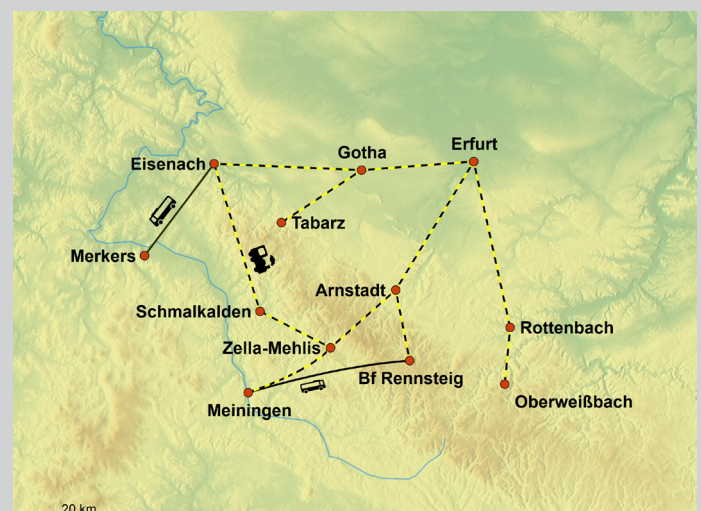 Erfurt
Gotha
Eisenach
Tabarz
Merkers
Arnstadt
Schmalkalden
Rottenbach
Zella-Mehlis
Bf Rennsteig
Oberweißbach
Meiningen
20 km